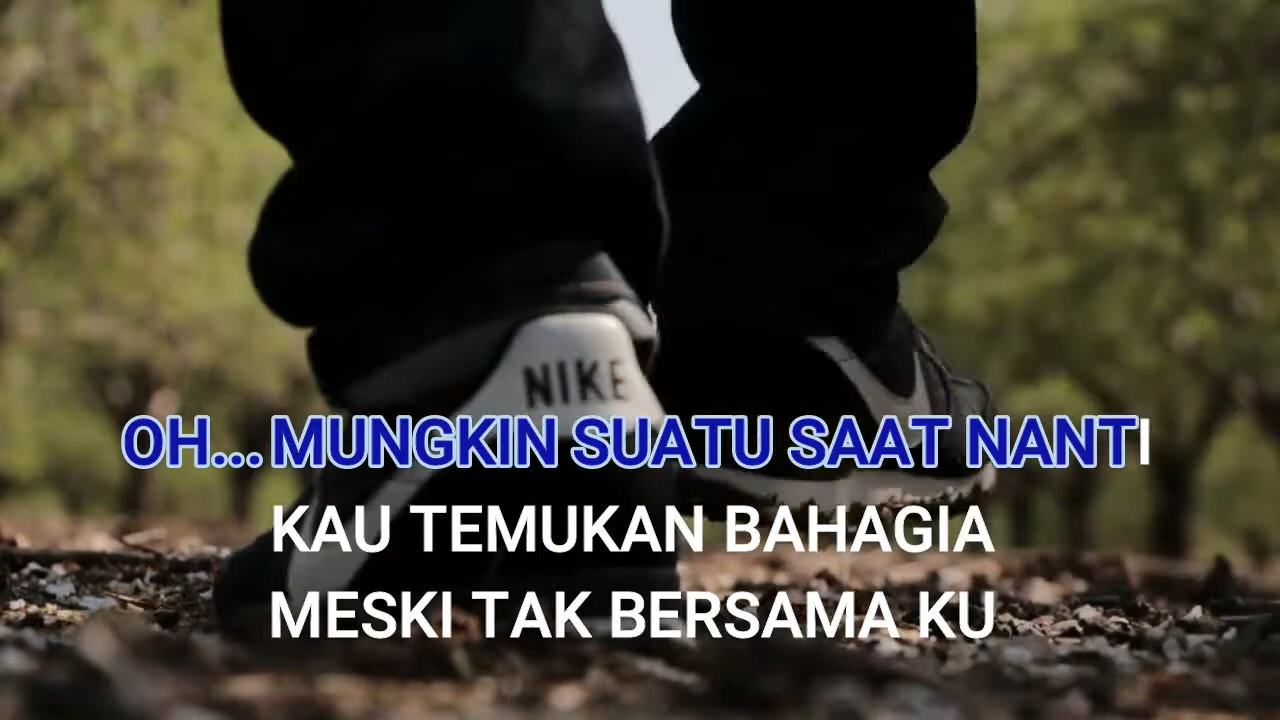 NIKE
OH... MUNGKIN SUATU SAAT NANTI
KAU TEMUKAN BAHAGIA
MESKI TAK BERSAMA KU